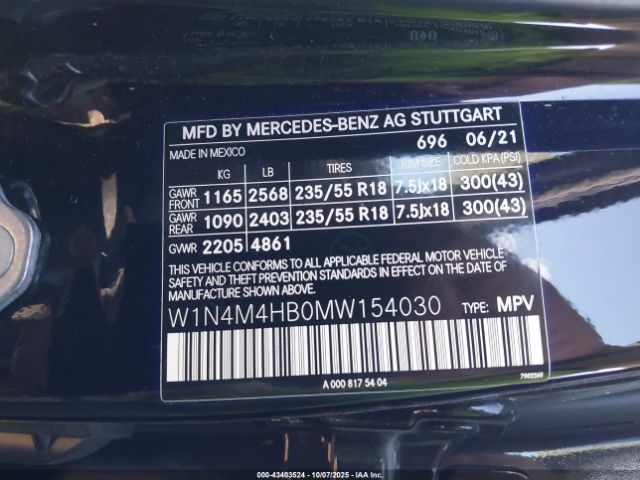 MFD BY MERCEDES-BENZ AG STUTTGART
MADE IN MEXICO 696 06/21
KG LB TIRES RIM SIZE COLD KPA (PSI)
GAWR FRONT 1165 2568 235/55 R18 7.5Jx18 300(43)
GAWR REAR 1090 2403 235/55 R18 7.5Jx18 300(43)
GVWR 2205 4861
THIS VEHICLE CONFORMS TO ALL APPLICABLE FEDERAL MOTOR VEHICLE
SAFETY AND THEFT PREVENTION STANDARDS IN EFFECT ON THE DATE OF
MANUFACTURE SHOWN ABOVE.
W1N4M4HB0MW154030 TYPE: MPV
A 000 817 54 04 7902268
000-43403524 | 10/07/2025 | IAA Inc.